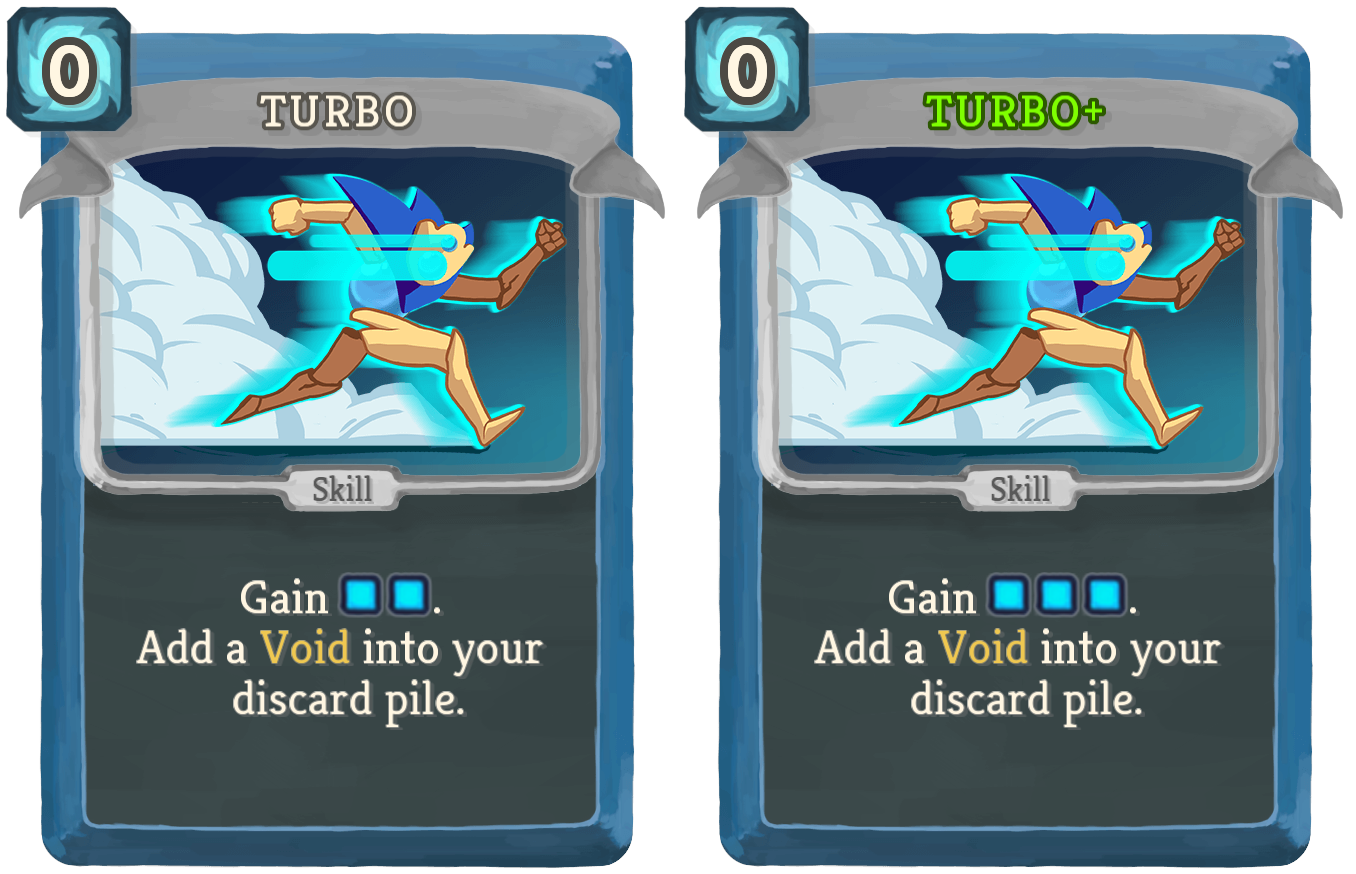 0
TURBO
Skill
Gain .
Add a Void into your
discard pile.
0
TURBO+
Skill
Gain .
Add a Void into your
discard pile.